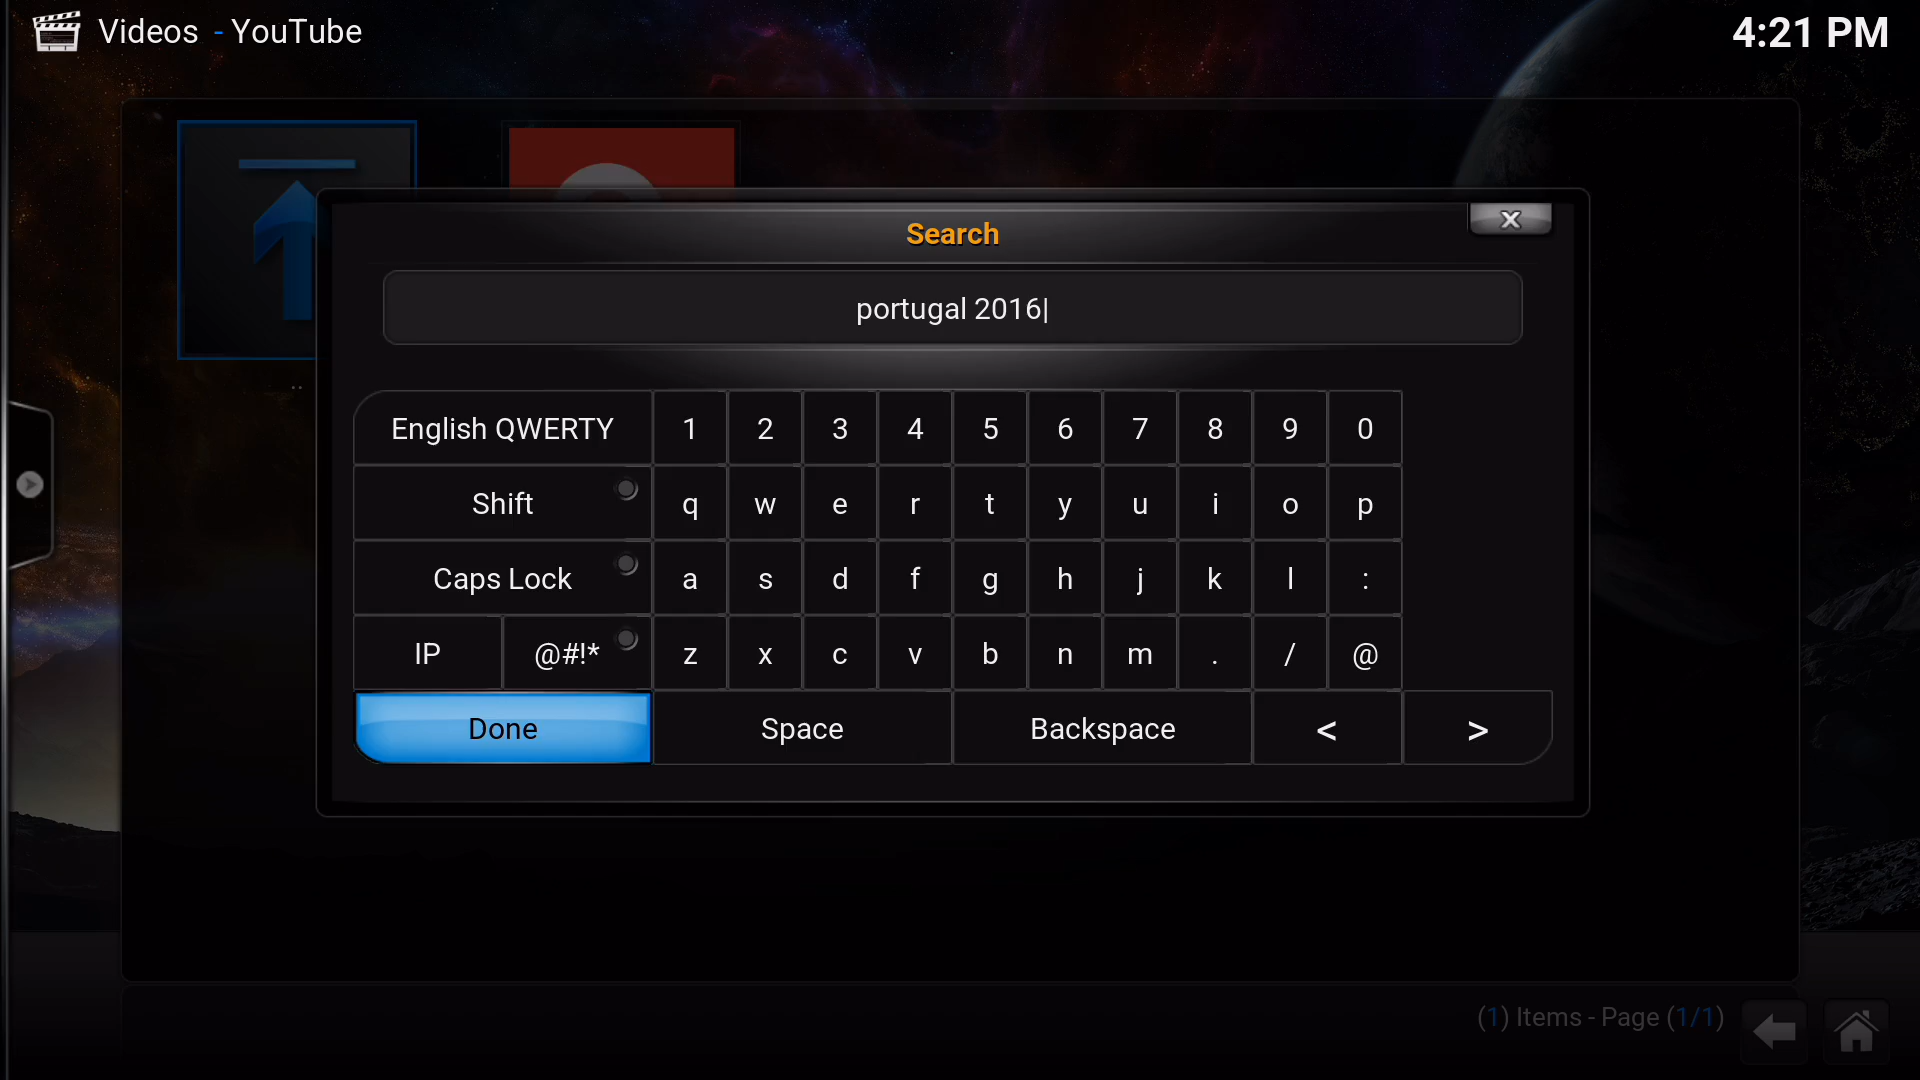 Videos - YouTube
4:21 PM
Search
x
portugal 2016|
English QWERTY 1 2 3 4 5 6 7 8 9 0
Shift q w e r t y u i o p
Caps Lock a s d f g h j k l :
IP @#!* z x c v b n m . / @
Done Space Backspace < >
..
(1) Items - Page (1/1)